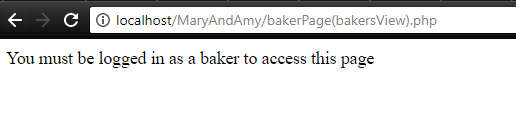 localhost/MaryAndAmy/bakerPage(bakersView).php
You must be logged in as a baker to access this page